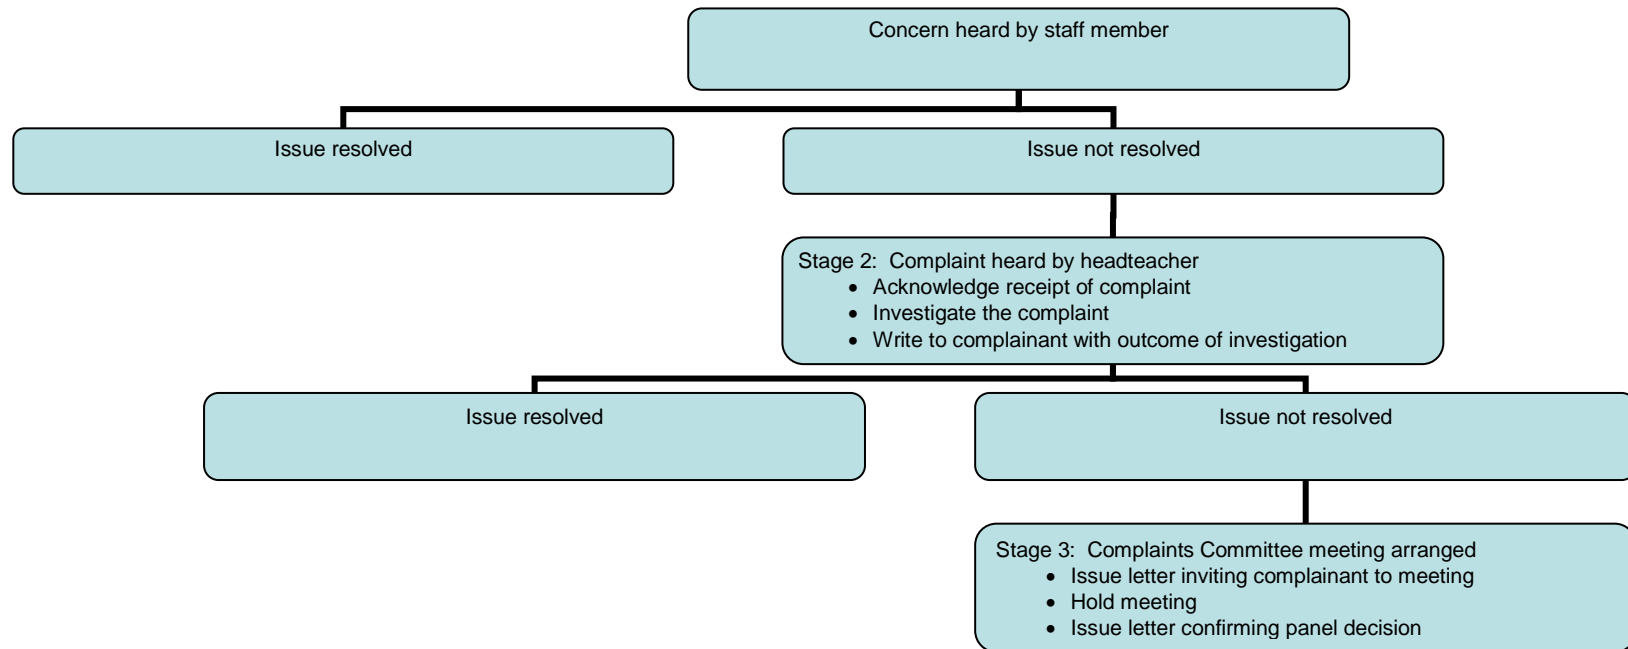 Concern heard by staff member
Issue resolved
Issue not resolved
Stage 2:  Complaint heard by headteacher
• Acknowledge receipt of complaint
• Investigate the complaint
• Write to complainant with outcome of investigation
Issue resolved
Issue not resolved
Stage 3:  Complaints Committee meeting arranged
• Issue letter inviting complainant to meeting
• Hold meeting
• Issue letter confirming panel decision